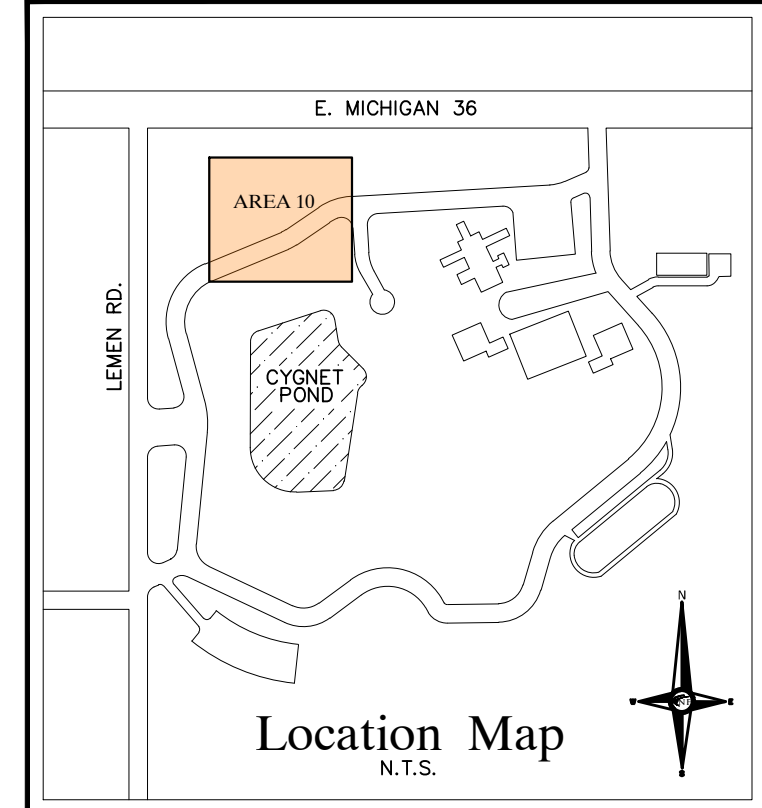 E. MICHIGAN 36
AREA 10
LEMEN RD.
CYGNET
POND
N
W
E
S
Location Map
N.T.S.